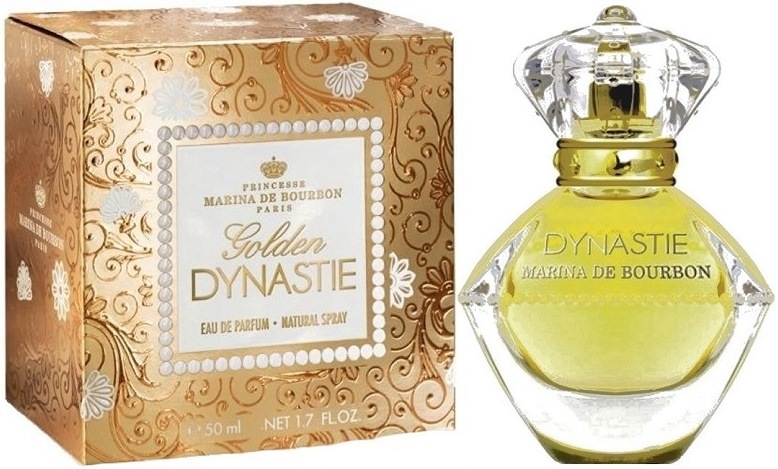 PRINCESSE
MARINA DE BOURBON
PARIS
Golden
DYNASTIE
EAU DE PARFUM • NATURAL SPRAY
℮ 50 ml NET 1.7 FL.OZ.
DYNASTIE
MARINA DE BOURBON